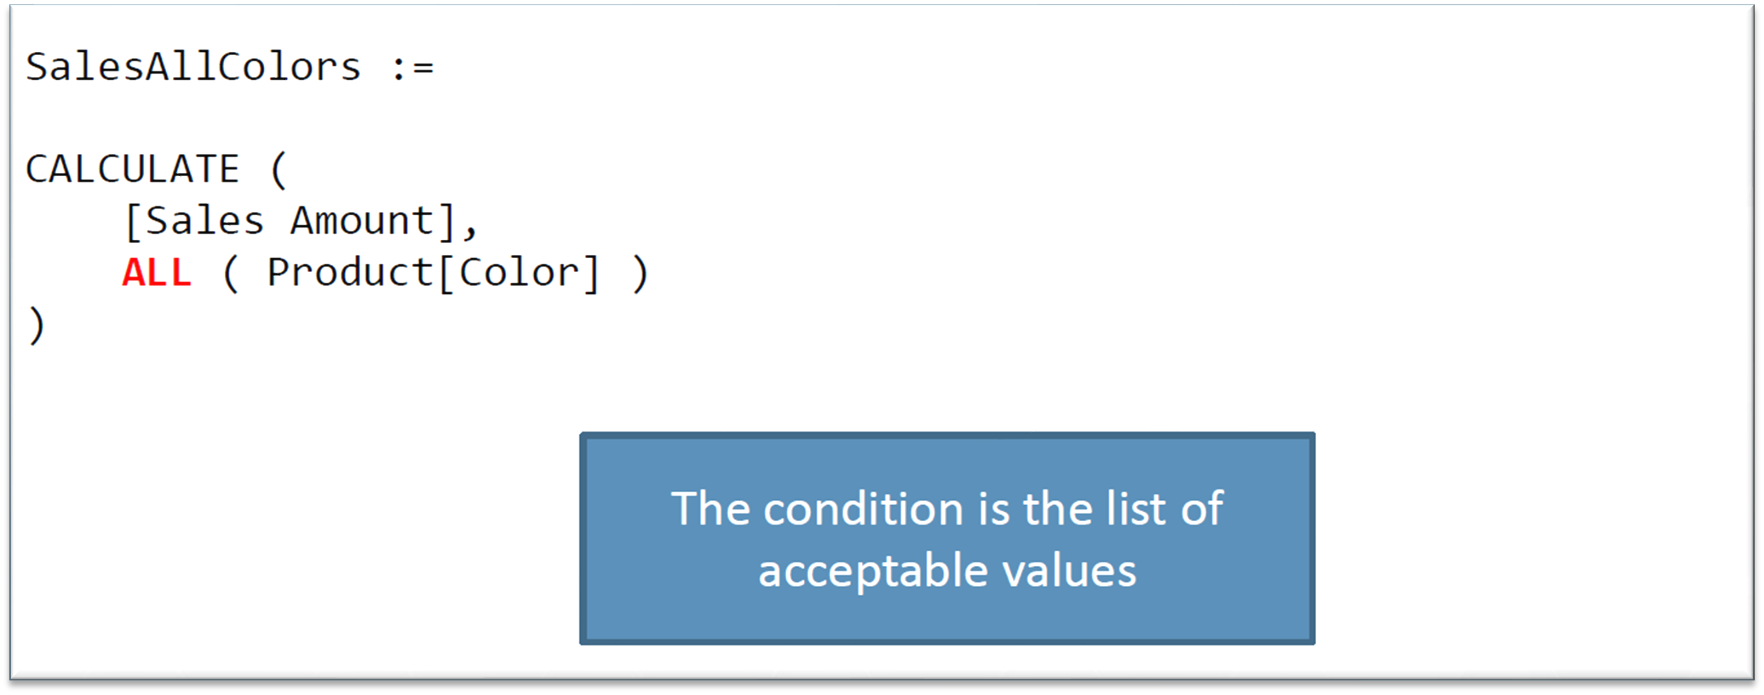 SalesAllColors :=
CALCULATE (
    [Sales Amount],
    ALL ( Product[Color] )
)
The condition is the list of
acceptable values